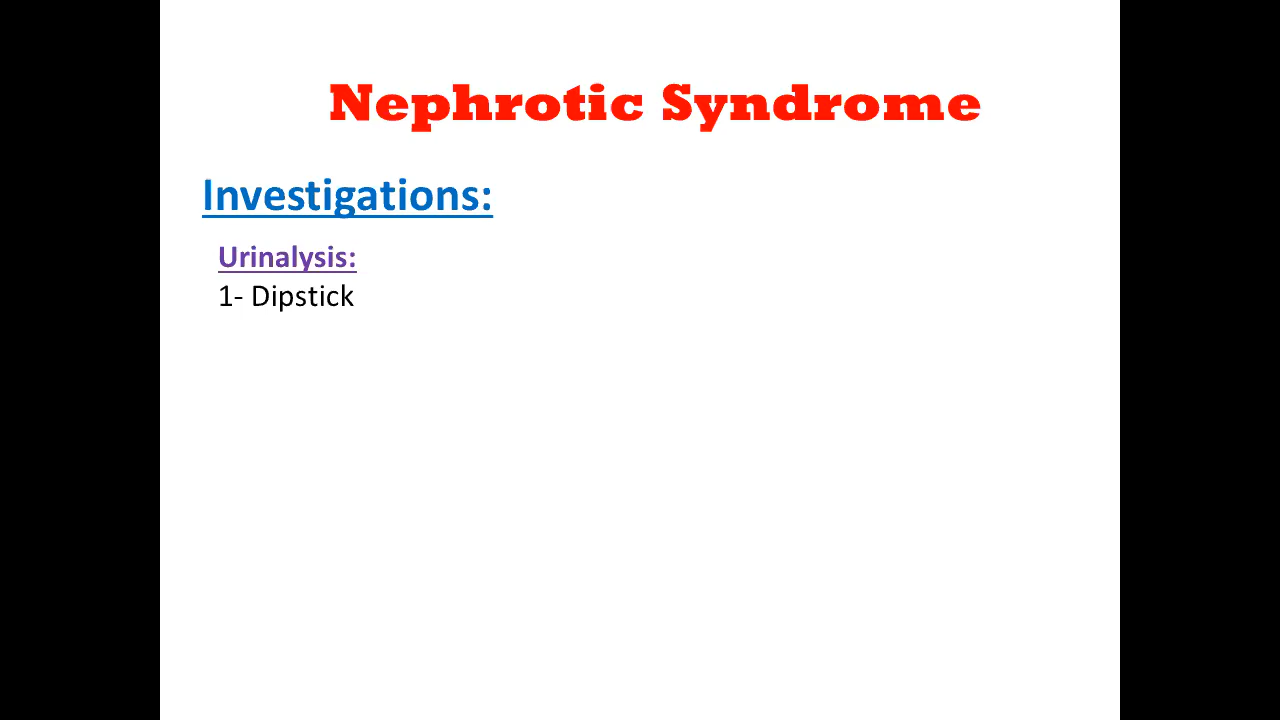 Nephrotic Syndrome
Investigations:
Urinalysis:
1- Dipstick